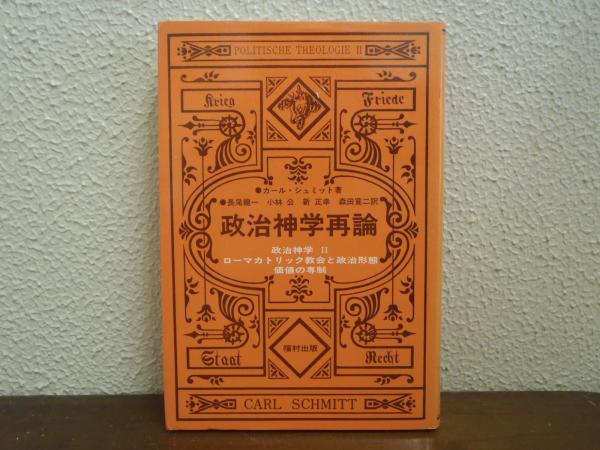 POLITISCHE THEOLOGIE II
Krieg
Friede
●カール・シュミット著
●長尾龍一 小林 公 新 正幸 森田寛二訳
政治神学再論
政治神学 II
ローマカトリック教会と政治形態
価値の専制
福村出版
Staat
Recht
CARL SCHMITT